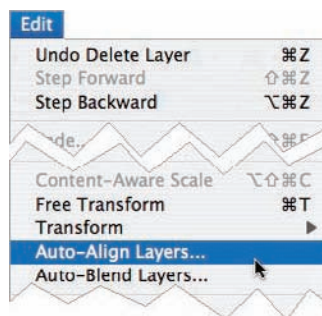 Edit
Undo Delete Layer ⌘Z
Step Forward ⇧⌘Z
Step Backward ⌥⌘Z
Content-Aware Scale ⌥⇧⌘C
Free Transform ⌘T
Transform
Auto-Align Layers...
Auto-Blend Layers...